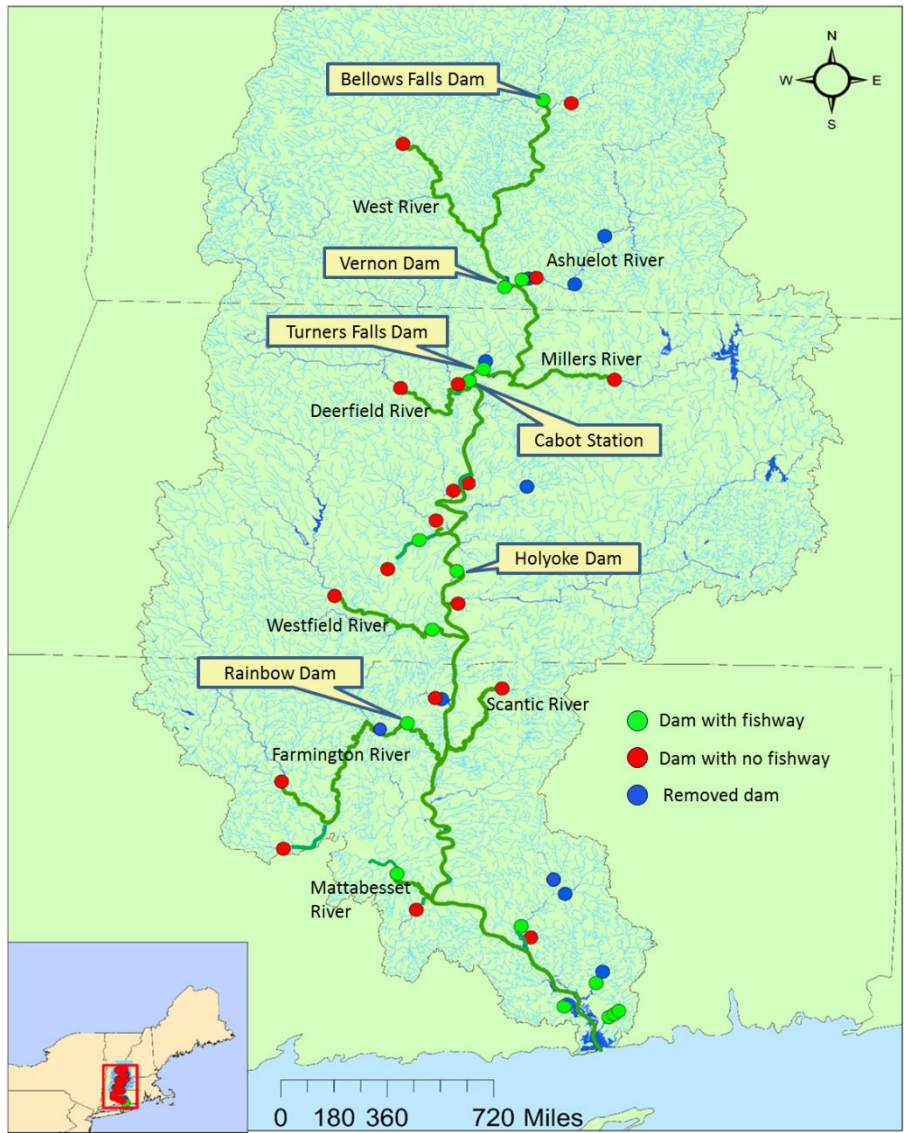 N
W E
S
Bellows Falls Dam
West River
Vernon Dam
Ashuelot River
Turners Falls Dam
Millers River
Deerfield River
Cabot Station
Holyoke Dam
Westfield River
Rainbow Dam
Scantic River
Farmington River
Dam with fishway
Dam with no fishway
Removed dam
Mattabesset
River
0 180 360 720 Miles